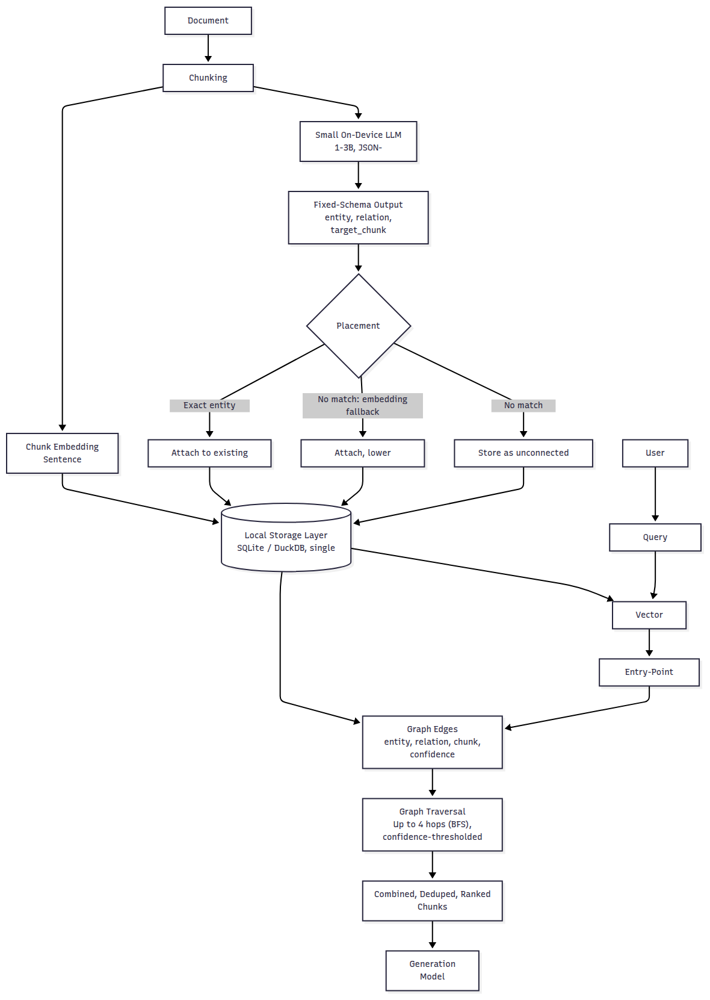 Document
Chunking
Small On-Device LLM
1-3B, JSON-
Fixed-Schema Output
entity, relation,
target_chunk
Placement
Exact entity
No match: embedding
fallback
No match
Chunk Embedding
Sentence
Attach to existing
Attach, lower
Store as unconnected
User
Local Storage Layer
SQLite / DuckDB, single
Query
Vector
Entry-Point
Graph Edges
entity, relation, chunk,
confidence
Graph Traversal
Up to 4 hops (BFS),
confidence-thresholded
Combined, Deduped, Ranked
Chunks
Generation
Model